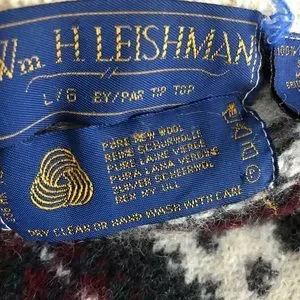 Wm. H. LEISHMAN
L/G BY/PAR TIP TOP
PURE NEW WOOL
REINE SCHURWOLLE
PURE LAINE VIERGE
PURA LANA VERGINE
ZUIVER SCHEERWOL
REN NY ULL
DRY CLEAN OR HAND WASH WITH CARE
100%